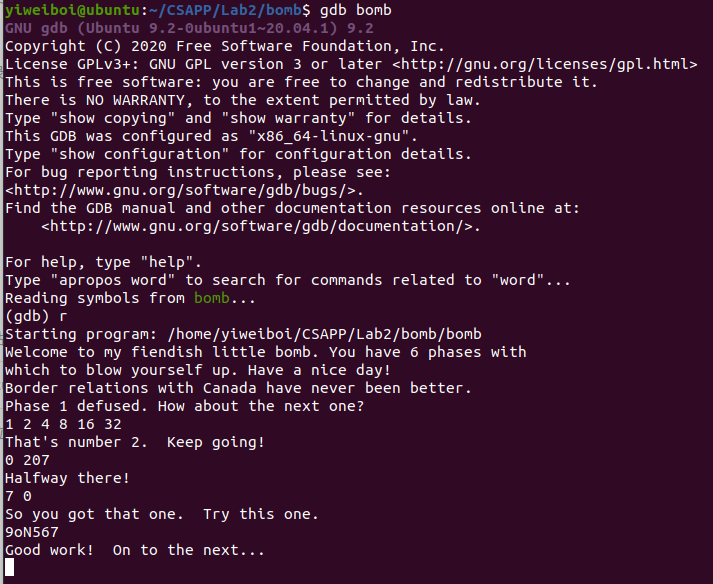 yiweiboi@ubuntu:~/CSAPP/Lab2/bomb$ gdb bomb
GNU gdb (Ubuntu 9.2-0ubuntu1~20.04.1) 9.2
Copyright (C) 2020 Free Software Foundation, Inc.
License GPLv3+: GNU GPL version 3 or later <http://gnu.org/licenses/gpl.html>
This is free software: you are free to change and redistribute it.
There is NO WARRANTY, to the extent permitted by law.
Type "show copying" and "show warranty" for details.
This GDB was configured as "x86_64-linux-gnu".
Type "show configuration" for configuration details.
For bug reporting instructions, please see:
<http://www.gnu.org/software/gdb/bugs/>.
Find the GDB manual and other documentation resources online at:
    <http://www.gnu.org/software/gdb/documentation/>.

For help, type "help".
Type "apropos word" to search for commands related to "word"...
Reading symbols from bomb...
(gdb) r
Starting program: /home/yiweiboi/CSAPP/Lab2/bomb/bomb
Welcome to my fiendish little bomb. You have 6 phases with
which to blow yourself up. Have a nice day!
Border relations with Canada have never been better.
Phase 1 defused. How about the next one?
1 2 4 8 16 32
That's number 2.  Keep going!
0 207
Halfway there!
7 0
So you got that one.  Try this one.
9oN567
Good work!  On to the next...